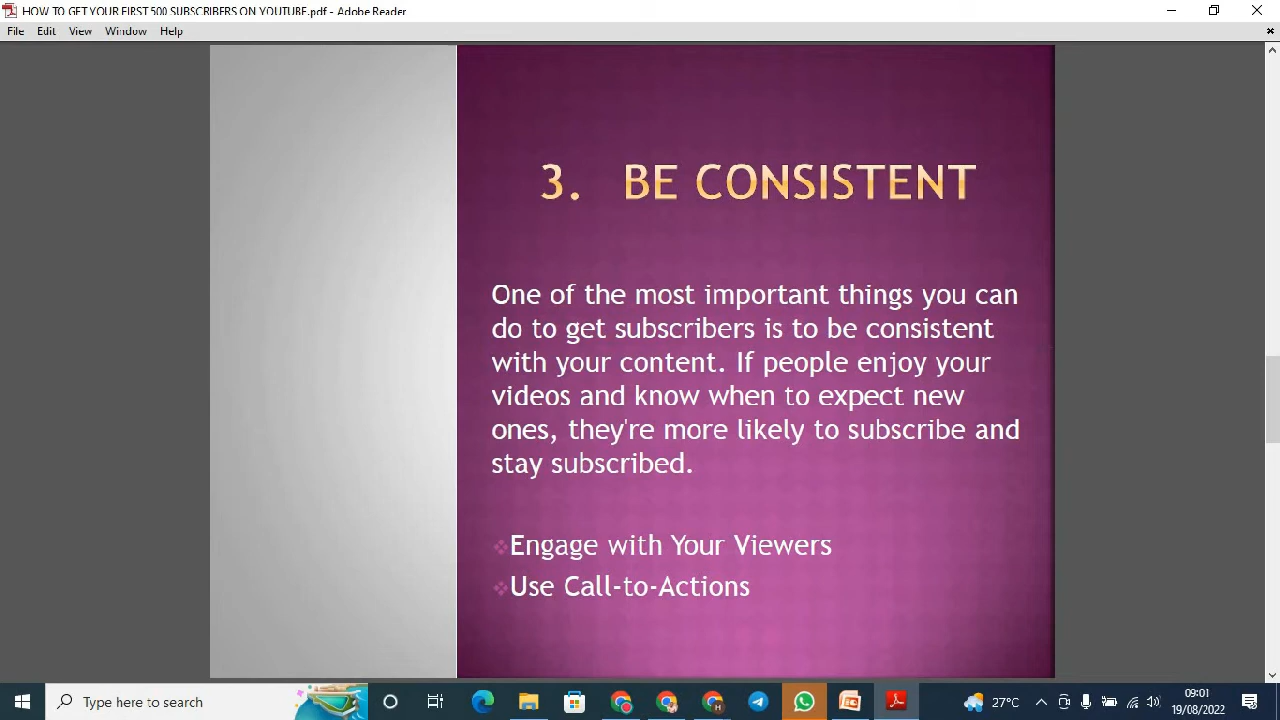 HOW TO GET YOUR FIRST 500 SUBSCRIBERS ON YOUTUBE.pdf - Adobe Reader
File Edit View Window Help
3. BE CONSISTENT
One of the most important things you can
do to get subscribers is to be consistent
with your content. If people enjoy your
videos and know when to expect new
ones, they're more likely to subscribe and
stay subscribed.
Engage with Your Viewers
Use Call-to-Actions
Type here to search
27°C
09:01
19/08/2022